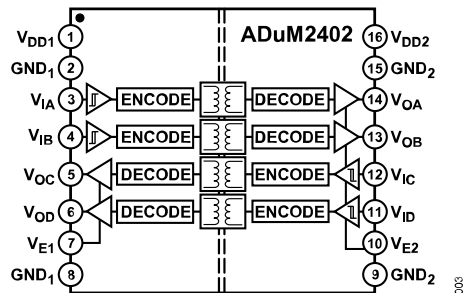 ADuM2402
VDD1 1 16 VDD2
GND1 2 15 GND2
VIA 3 ENCODE DECODE 14 VOA
VIB 4 ENCODE DECODE 13 VOB
VOC 5 DECODE ENCODE 12 VIC
VOD 6 DECODE ENCODE 11 VID
VE1 7 10 VE2
GND1 8 9 GND2
003